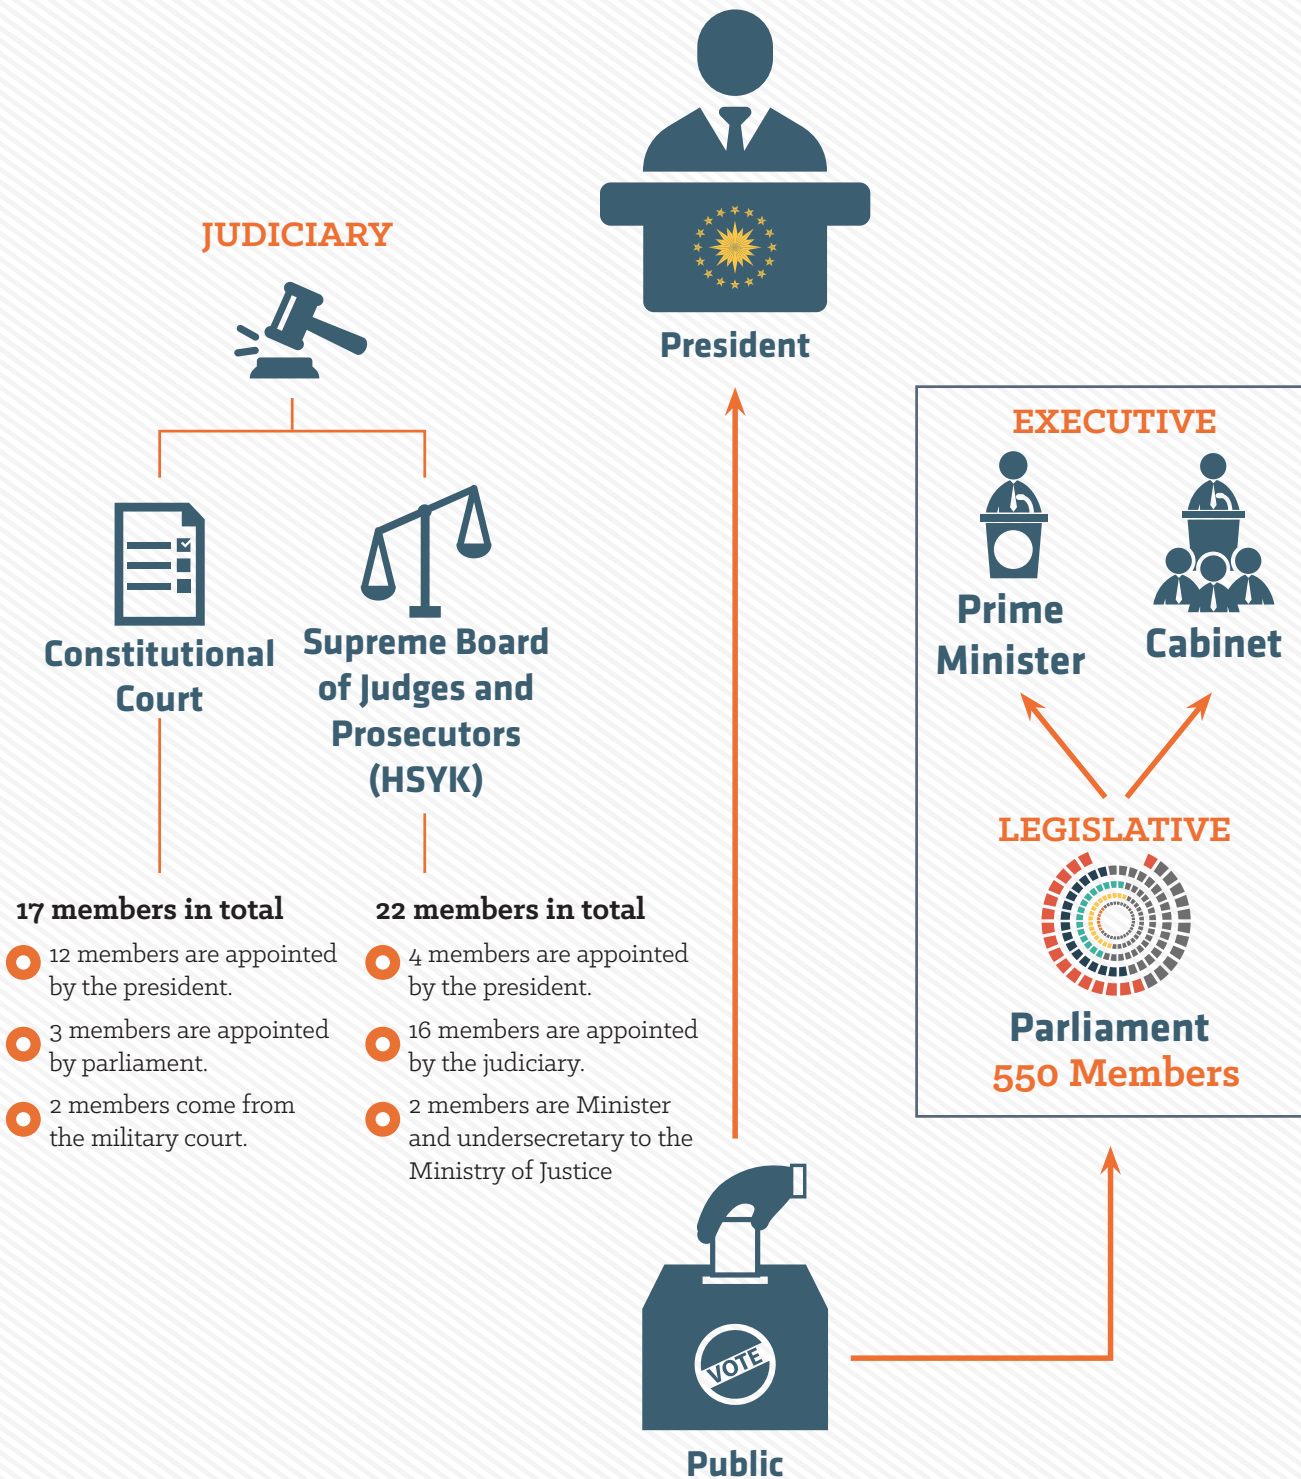 President
JUDICIARY
Constitutional
Court
Supreme Board
of Judges and
Prosecutors
(HSYK)
17 members in total
12 members are appointed
by the president.
3 members are appointed
by parliament.
2 members come from
the military court.
22 members in total
4 members are appointed
by the president.
16 members are appointed
by the judiciary.
2 members are Minister
and undersecretary to the
Ministry of Justice
EXECUTIVE
Prime
Minister
Cabinet
LEGISLATIVE
Parliament
550 Members
VOTE
Public